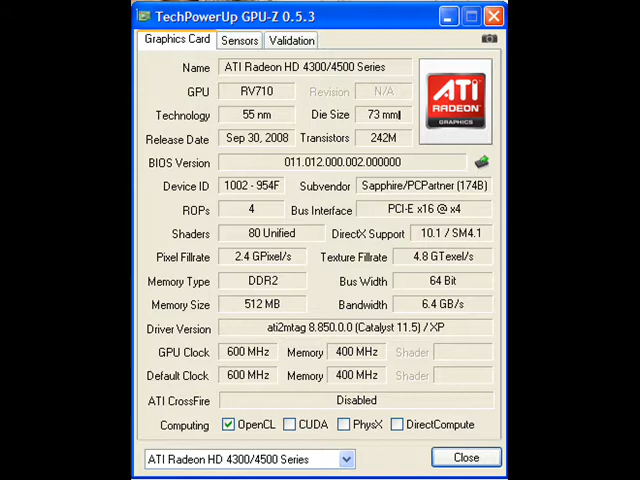 TechPowerUp GPU-Z 0.5.3
Graphics Card Sensors Validation
Name ATI Radeon HD 4300/4500 Series
GPU RV710 Revision N/A
ATI
RADEON
GRAPHICS
Technology 55 nm Die Size 73 mm
Release Date Sep 30, 2008 Transistors 242M
BIOS Version 011.012.000.002.000000
Device ID 1002 - 954F Subvendor Sapphire/PCPartner (174B)
ROPs 4 Bus Interface PCI-E x16 @ x4
Shaders 80 Unified DirectX Support 10.1 / SM4.1
Pixel Fillrate 2.4 GPixel/s Texture Fillrate 4.8 GTexel/s
Memory Type DDR2 Bus Width 64 Bit
Memory Size 512 MB Bandwidth 6.4 GB/s
Driver Version ati2mtag 8.850.0.0 (Catalyst 11.5) / XP
GPU Clock 600 MHz Memory 400 MHz Shader
Default Clock 600 MHz Memory 400 MHz Shader
ATI CrossFire Disabled
Computing OpenCL CUDA PhysX DirectCompute
ATI Radeon HD 4300/4500 Series Close